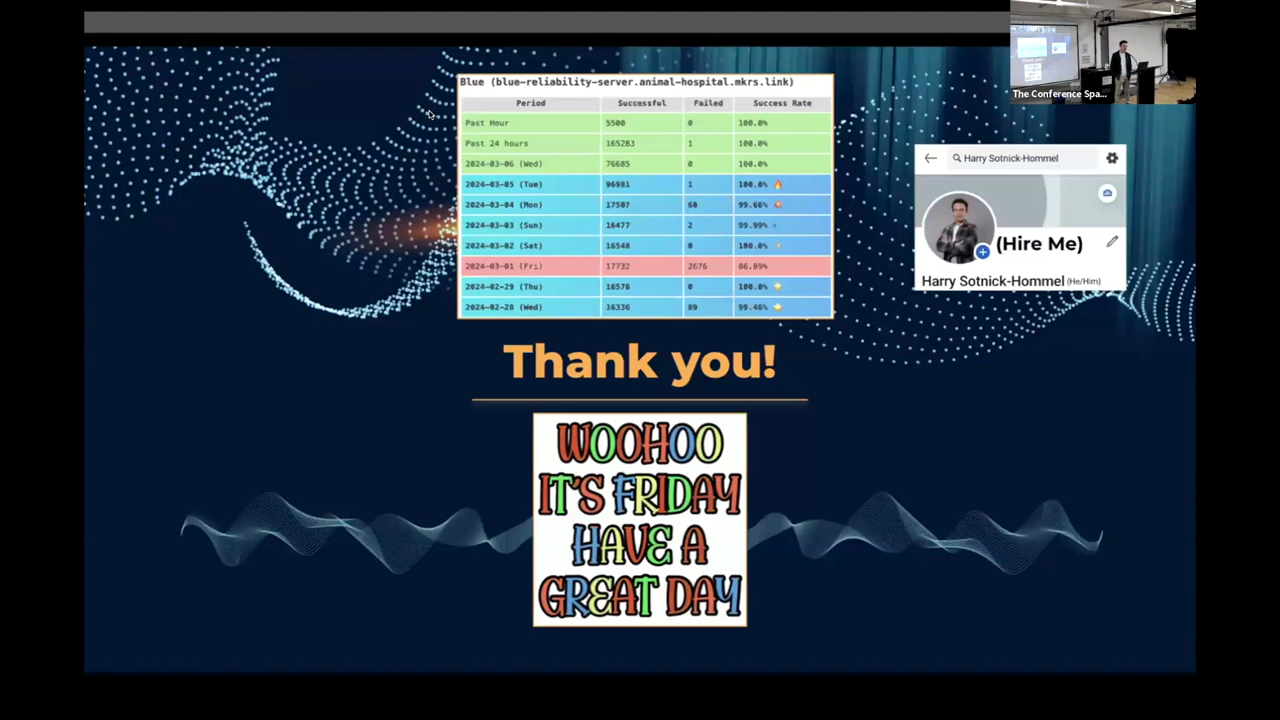 The Conference Spa...
Blue (blue-reliability-server.animal-hospital.mkrs.link)
Period Successful Failed Success Rate
Past Hour 5500 0 100.0%
Past 24 hours 165283 1 100.0%
2024-03-06 (Wed) 76685 0 100.0%
2024-03-05 (Tue) 96981 1 100.0% 🔥
2024-03-04 (Mon) 17507 60 99.66% 💥
2024-03-03 (Sun) 16477 2 99.99%
2024-03-02 (Sat) 16548 0 100.0%
2024-03-01 (Fri) 17732 2676 86.89%
2024-02-29 (Thu) 16576 0 100.0%
2024-02-28 (Wed) 16336 89 99.46%
Harry Sotnick-Hommel
(Hire Me)
Harry Sotnick-Hommel (He/Him)
Thank you!
WOOHOO
IT'S FRIDAY
HAVE A
GREAT DAY